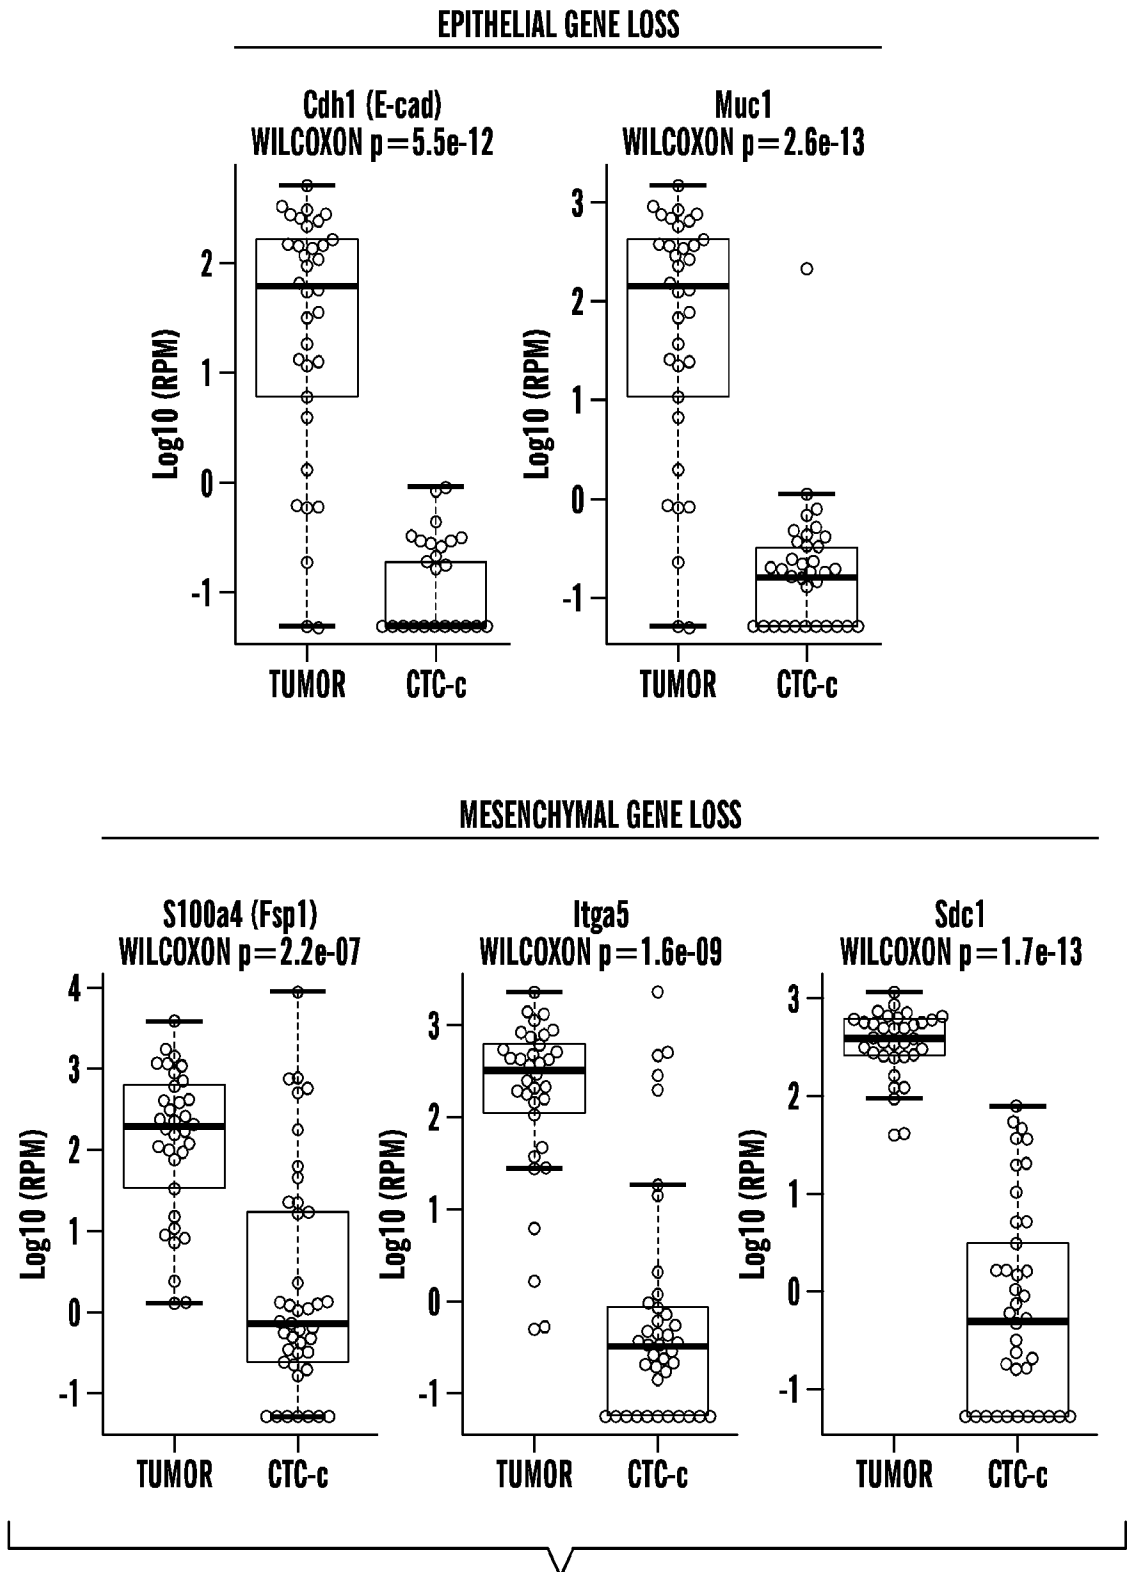 EPITHELIAL GENE LOSS
Cdh1 (E-cad)
WILCOXON p=5.5e-12
Log10 (RPM)
2
1
0
-1
TUMOR
CTC-c
Muc1
WILCOXON p=2.6e-13
Log10 (RPM)
3
2
1
0
-1
TUMOR
CTC-c
MESENCHYMAL GENE LOSS
S100a4 (Fsp1)
WILCOXON p=2.2e-07
Log10 (RPM)
4
3
2
1
0
-1
TUMOR
CTC-c
Itga5
WILCOXON p=1.6e-09
Log10 (RPM)
3
2
1
0
-1
TUMOR
CTC-c
Sdc1
WILCOXON p=1.7e-13
Log10 (RPM)
3
2
1
0
-1
TUMOR
CTC-c